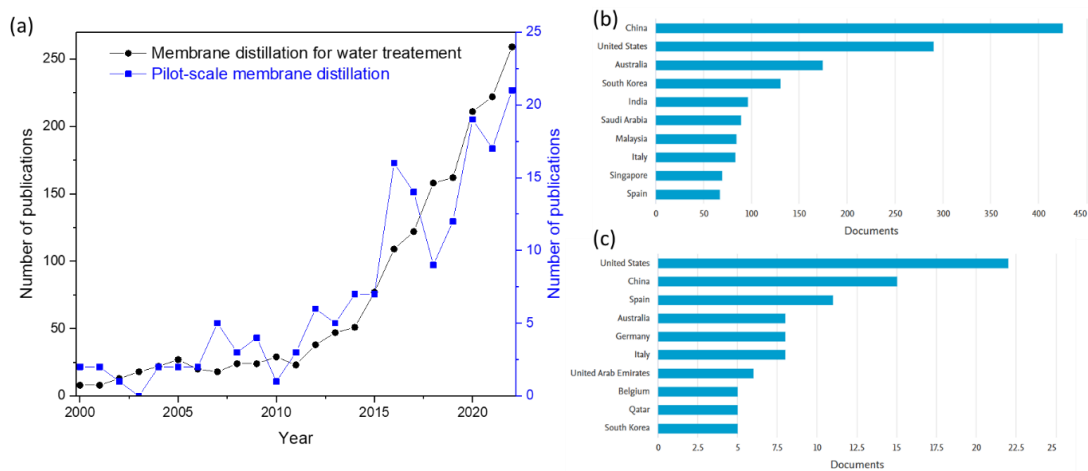 (a)
Membrane distillation for water treatement
Pilot-scale membrane distillation
Number of publications
250
200
150
100
50
0
2000
2005
2010
2015
2020
Year
25
20
15
10
5
0
Number of publications
(b)
China
United States
Australia
South Korea
India
Saudi Arabia
Malaysia
Italy
Singapore
Spain
0 50 100 150 200 250 300 350 400 450
Documents
(c)
United States
China
Spain
Australia
Germany
Italy
United Arab Emirates
Belgium
Qatar
South Korea
0 2.5 5 7.5 10 12.5 15 17.5 20 22.5 25
Documents